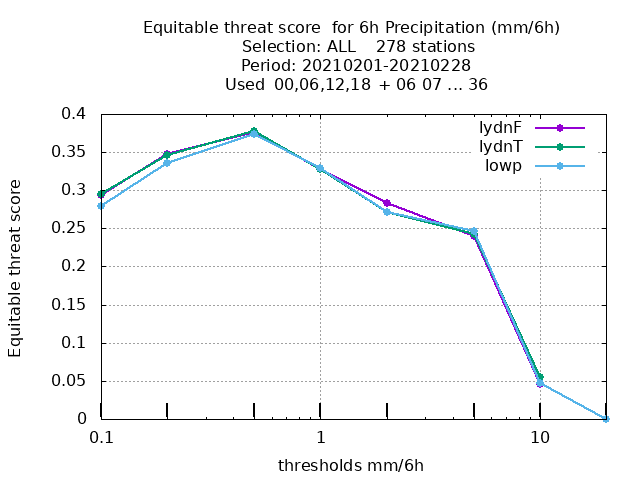 Equitable threat score  for 6h Precipitation (mm/6h)
Selection: ALL    278 stations
Period: 20210201-20210228
Used  00,06,12,18  + 06 07 ... 36
0.4
0.35
0.3
0.25
0.2
0.15
0.1
0.05
0
Equitable threat score
lydnF
lydnT
lowp
0.1
1
10
thresholds mm/6h